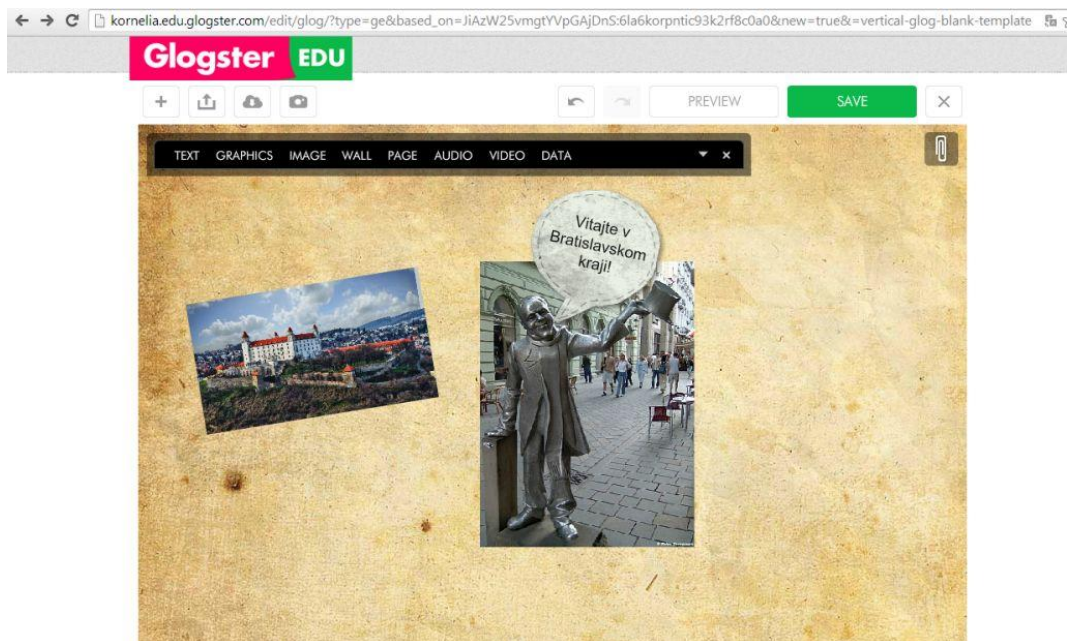 kornelia.edu.glogster.com/edit/glog/?type=ge&based_on=JiAzW25vmgtYVpGAjDnS:6la6korpntic93k2rf8c0a0&new=true&=vertical-glog-blank-template
Glogster EDU
PREVIEW
SAVE
TEXT GRAPHICS IMAGE WALL PAGE AUDIO VIDEO DATA
Vitajte v
Bratislavskom
kraji!